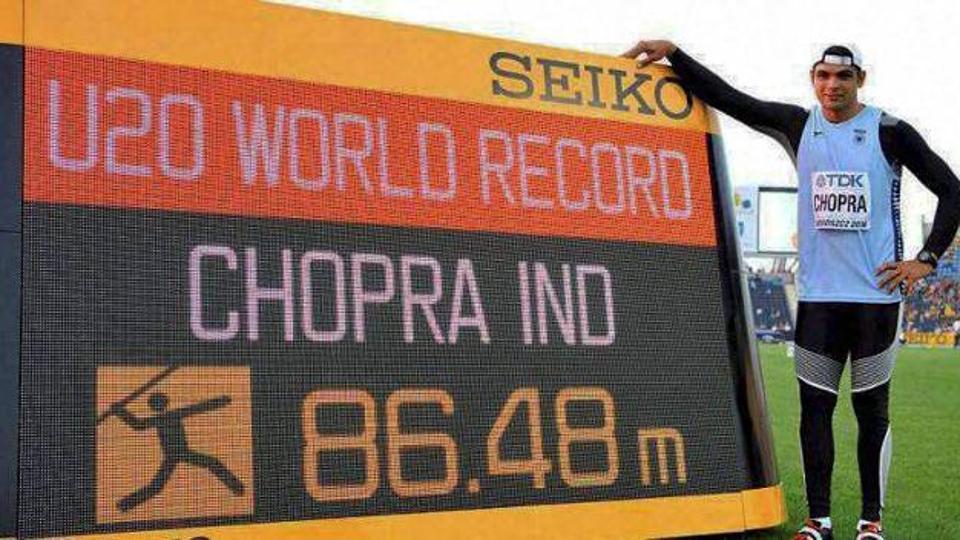 SEIKO
U20 WORLD RECORD
CHOPRA IND
86.48 m
TDK
CHOPRA